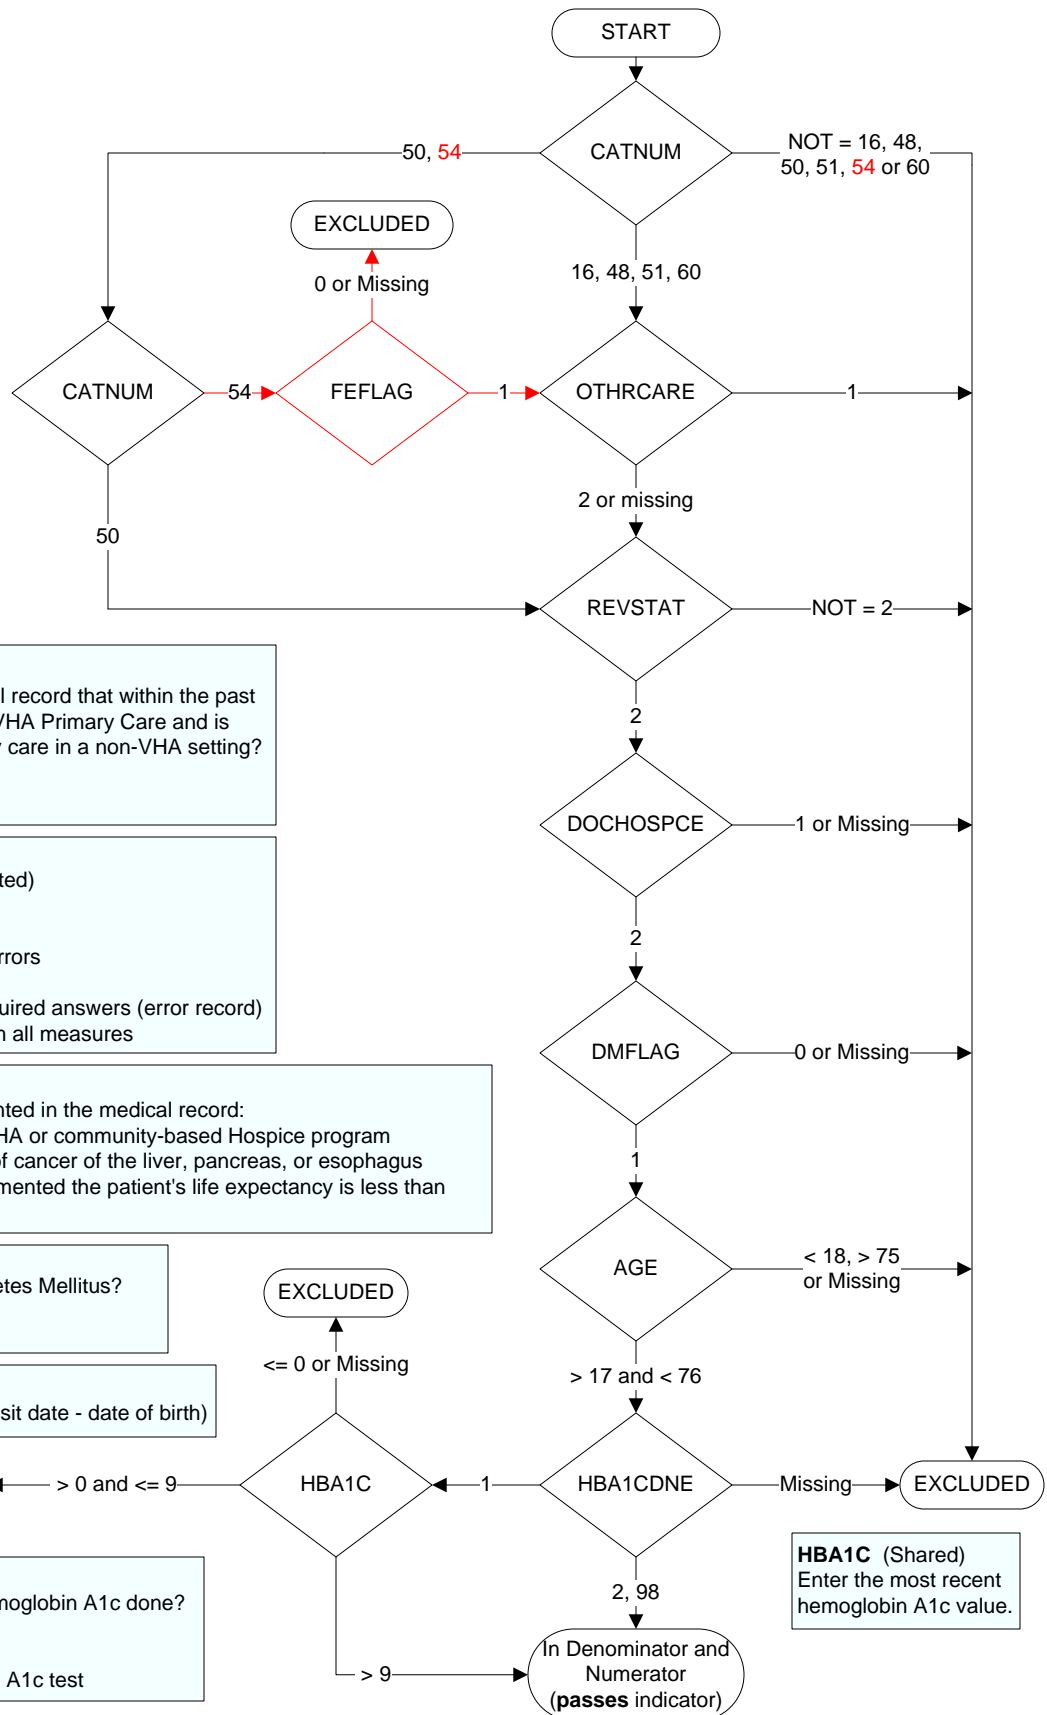 START
CATNUM
50, 54
NOT = 16, 48,
50, 51, 54 or 60
EXCLUDED
0 or Missing
16, 48, 51, 60
CATNUM
54
FEFLAG
1
OTHRCARE
1
2 or missing
50
REVSTAT
NOT = 2
l record that within the past
VHA Primary Care and is
care in a non-VHA setting?
2
DOCHOSPCE
1 or Missing
ted)
rrors
uired answers (error record)
all measures
2
DMFLAG
0 or Missing
nted in the medical record:
HA or community-based Hospice program
of cancer of the liver, pancreas, or esophagus
mented the patient's life expectancy is less than
1
AGE
< 18, > 75
or Missing
etes Mellitus?
EXCLUDED
<= 0 or Missing
> 17 and < 76
sit date - date of birth)
> 0 and <= 9
HBA1C
1
HBA1CDNE
Missing
EXCLUDED
HBA1C (Shared)
Enter the most recent
hemoglobin A1c value.
moglobin A1c done?
A1c test
2, 98
> 9
In Denominator and
Numerator
(passes indicator)